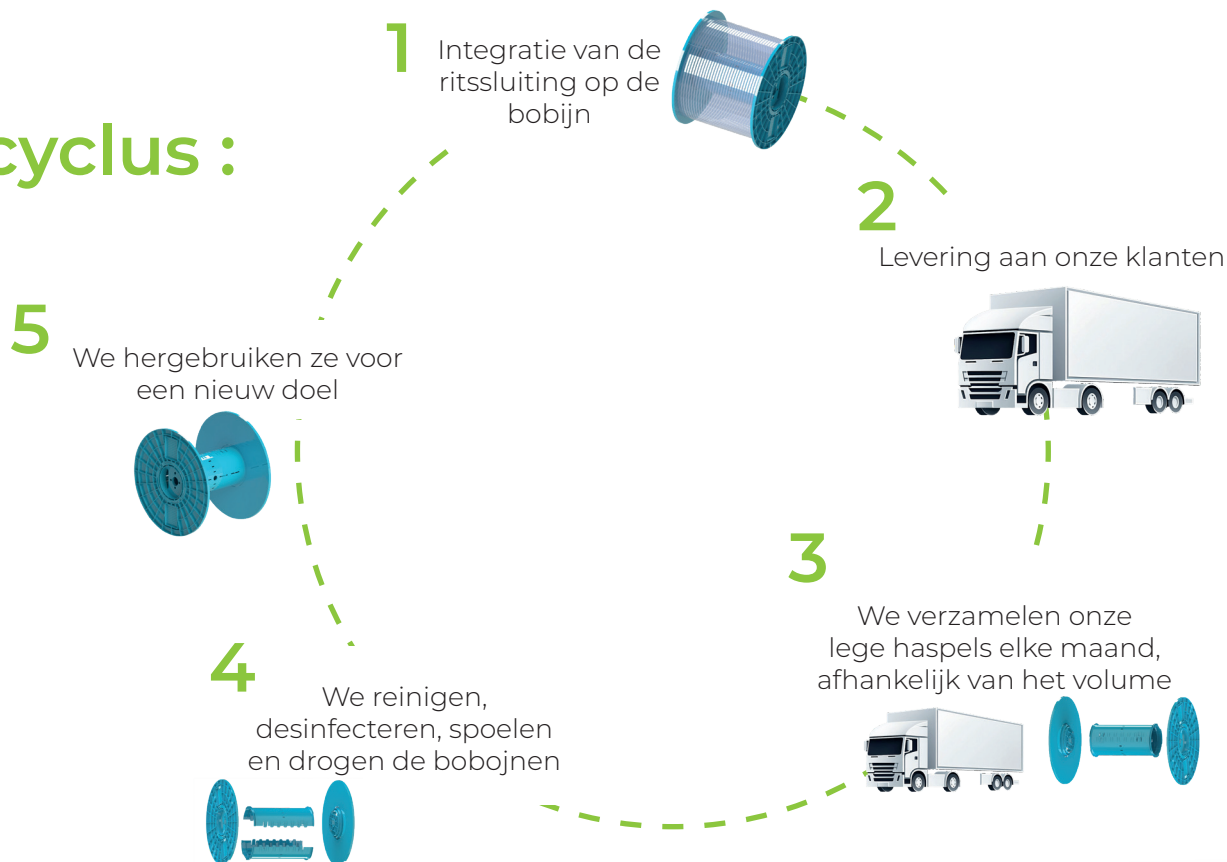 cyclus :
1
Integratie van de
ritssluiting op de
bobijn
2
Levering aan onze klanten
3
We verzamelen onze
lege haspels elke maand,
afhankelijk van het volume
4
We reinigen,
desinfecteren, spoelen
en drogen de bobojnen
5
We hergebruiken ze voor
een nieuw doel